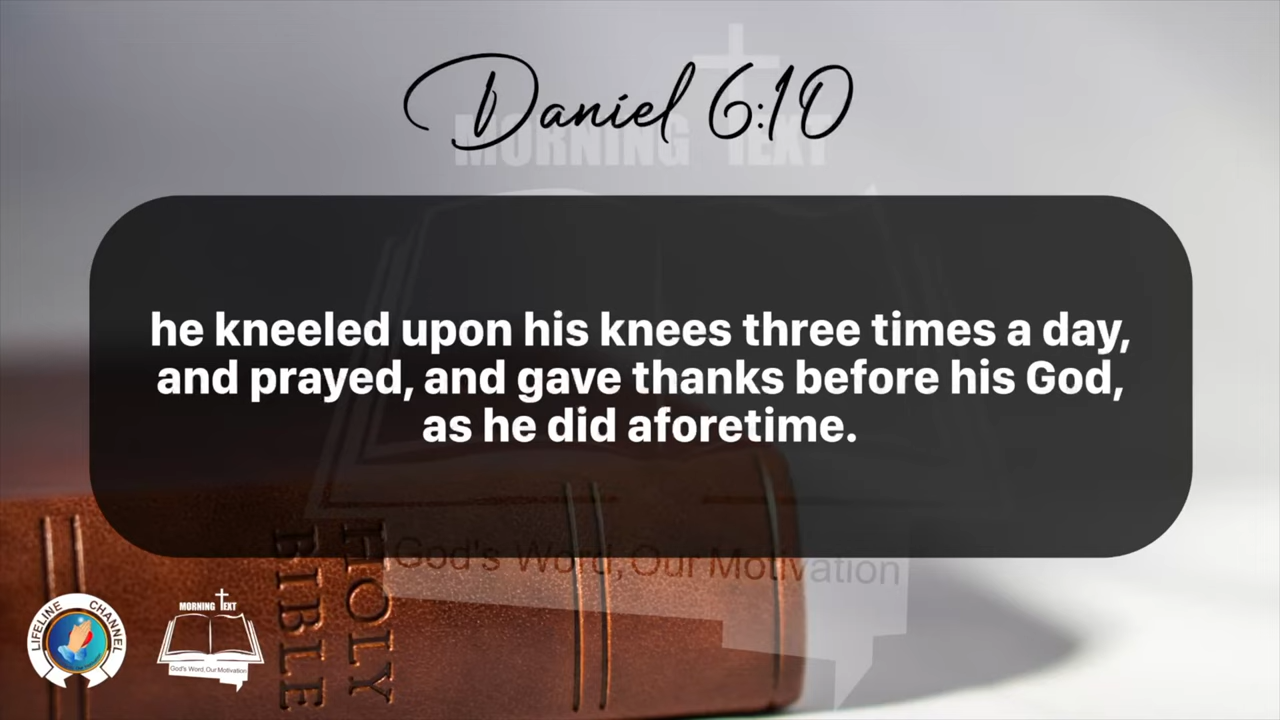 Daniel 6:10
MORNING TEXT
he kneeled upon his knees three times a day,
and prayed, and gave thanks before his God,
as he did aforetime.
God's Word, Our Motivation
HOLY
BIBLE
LIFELINE CHANNEL
MORNING TEXT
God's Word, Our Motivation